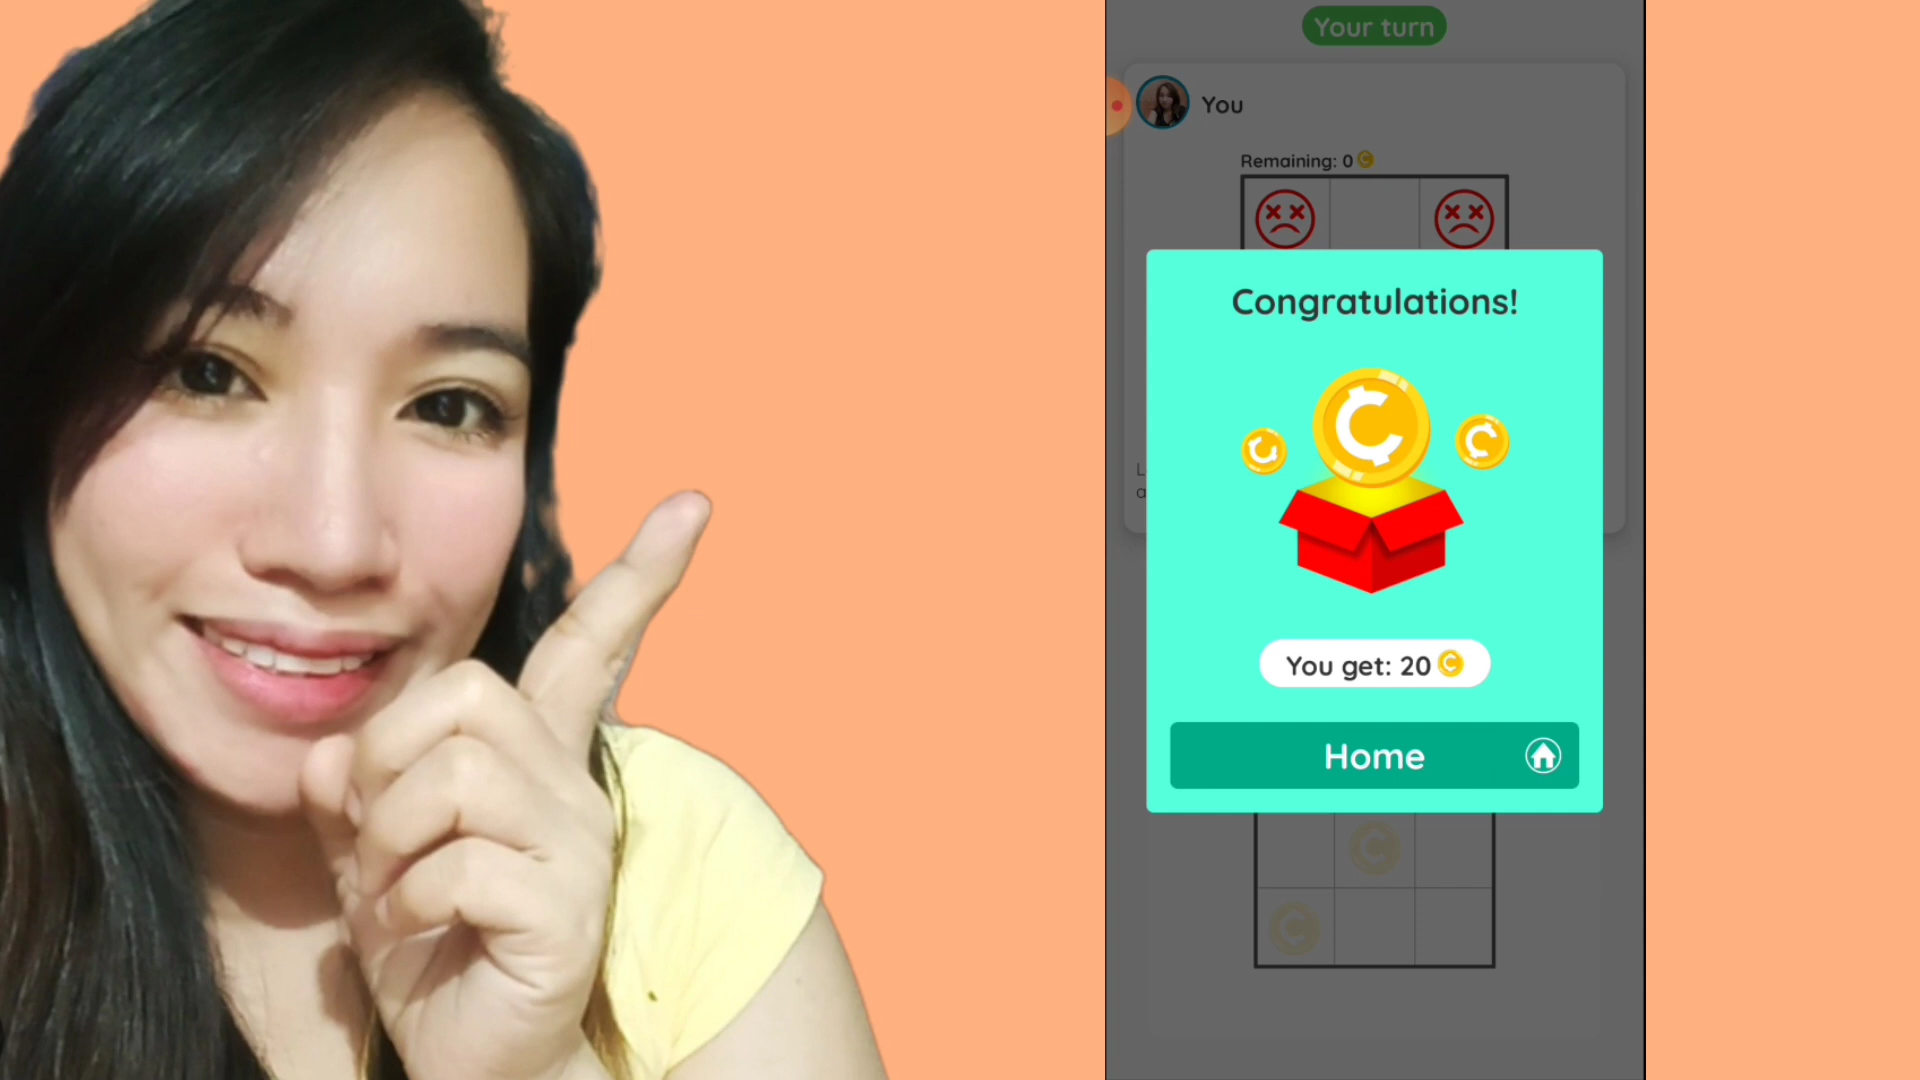 Your turn
You
Remaining: 0
Congratulations!
You get: 20
Home